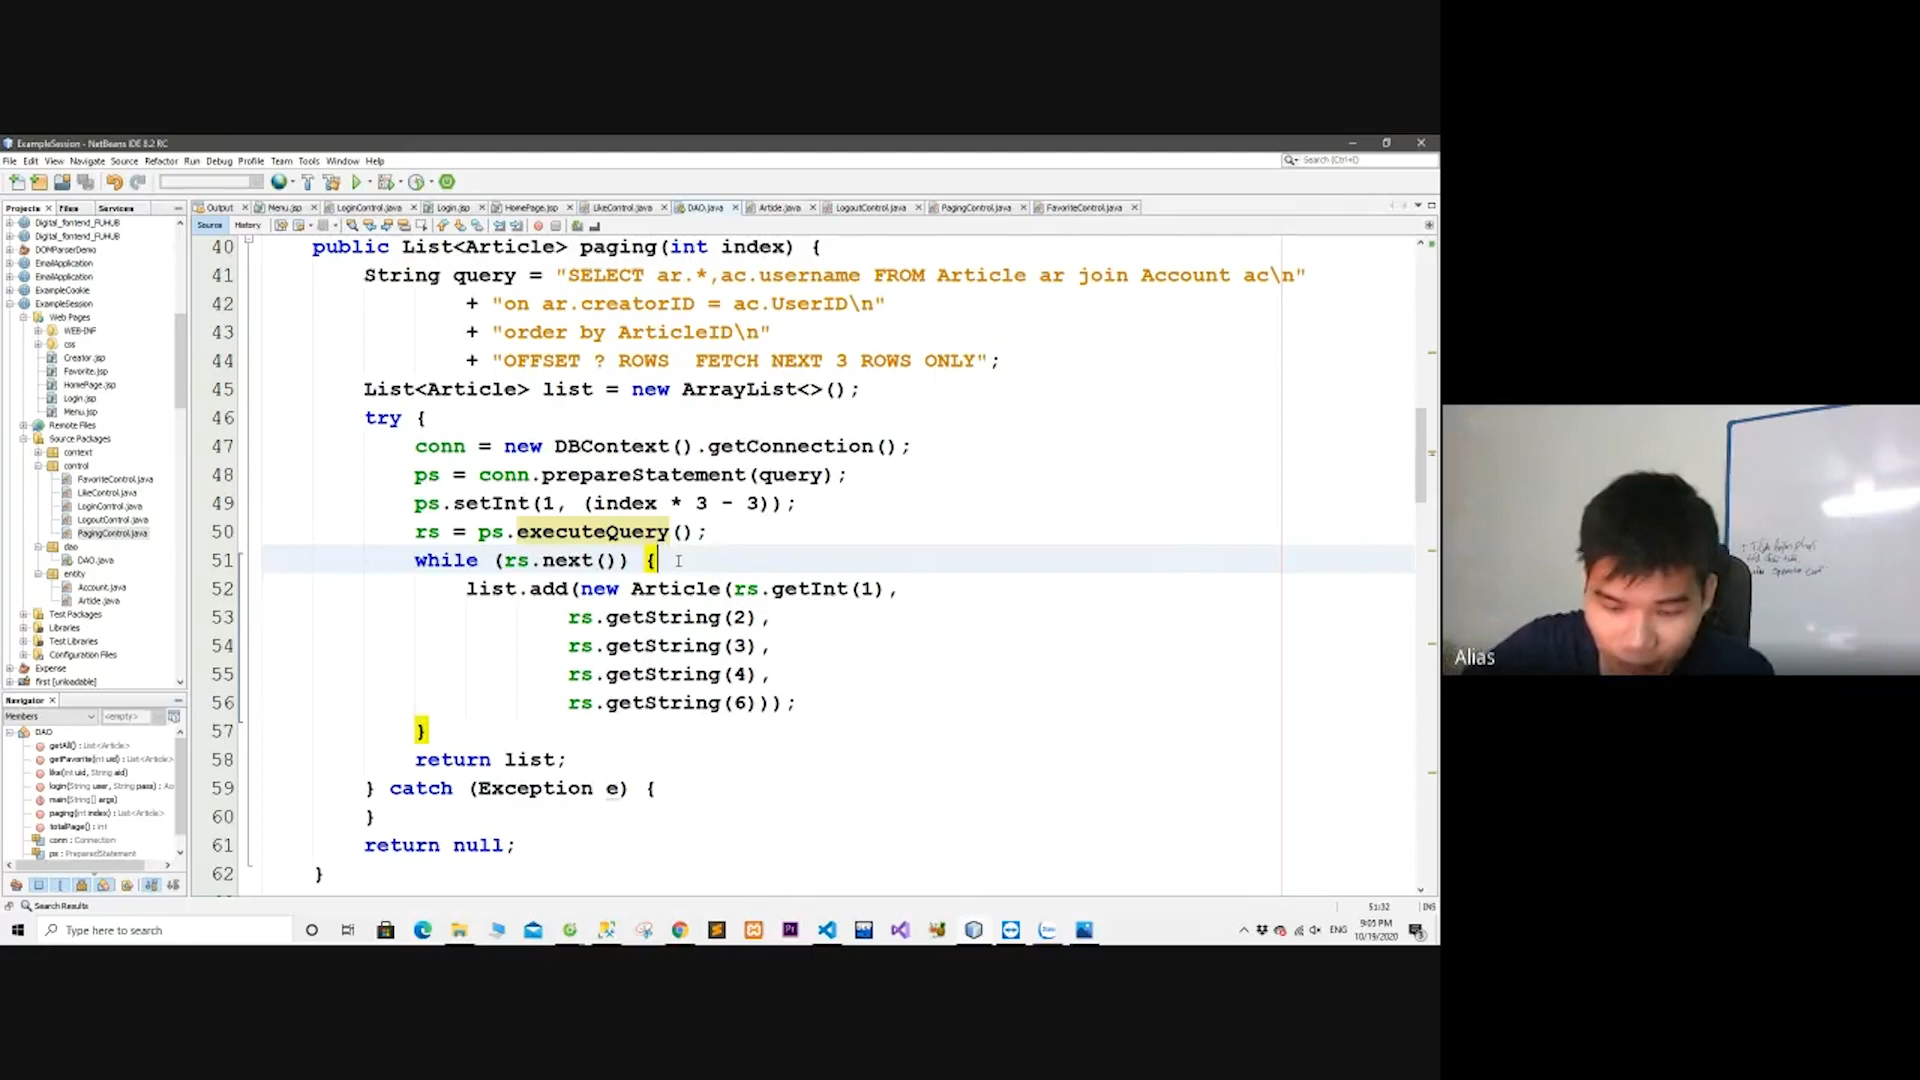 ExampleSession - NetBeans IDE 8.2 RC
File Edit View Navigate Source Refactor Run Debug Profile Team Tools Window Help
Search (Ctrl+I)
Projects Files Services
Output Menu.jsp LoginControl.java Login.jsp HomePage.jsp LikeControl.java DAO.java Article.java LogoutControl.java PagingControl.java FavoriteControl.java
Source History
Digital_fontend_FUHUB
Digital_fontend_FUHUB
DOMParserDemo
EmailApplication
EmailApplication
ExampleCookie
ExampleSession
Web Pages
WEB-INF
css
Creator.jsp
Favorite.jsp
HomePage.jsp
Login.jsp
Menu.jsp
Remote Files
Source Packages
context
control
FavoriteControl.java
LikeControl.java
LoginControl.java
LogoutControl.java
PagingControl.java
dao
DAO.java
entity
Account.java
Article.java
Test Packages
Libraries
Test Libraries
Configuration Files
Expense
first [unloadable]
Navigator
Members <empty>
DAO
getAll() : List<Article>
getFavorite(int uid) : List<Article>
like(int uid, String aid)
login(String user, String pass) : Ac
main(String[] args)
paging(int index) : List<Article>
totalPage() : int
conn : Connection
ps : PreparedStatement
40 public List<Article> paging(int index) {
41 String query = "SELECT ar.*,ac.username FROM Article ar join Account ac\n"
42 + "on ar.creatorID = ac.UserID\n"
43 + "order by ArticleID\n"
44 + "OFFSET ? ROWS  FETCH NEXT 3 ROWS ONLY";
45 List<Article> list = new ArrayList<>();
46 try {
47 conn = new DBContext().getConnection();
48 ps = conn.prepareStatement(query);
49 ps.setInt(1, (index * 3 - 3));
50 rs = ps.executeQuery();
51 while (rs.next()) {
52 list.add(new Article(rs.getInt(1),
53 rs.getString(2),
54 rs.getString(3),
55 rs.getString(4),
56 rs.getString(6)));
57 }
58 return list;
59 } catch (Exception e) {
60 }
61 return null;
62 }
Search Results
51:32 INS
Type here to search
ENG
9:05 PM
10/19/2020
Alias